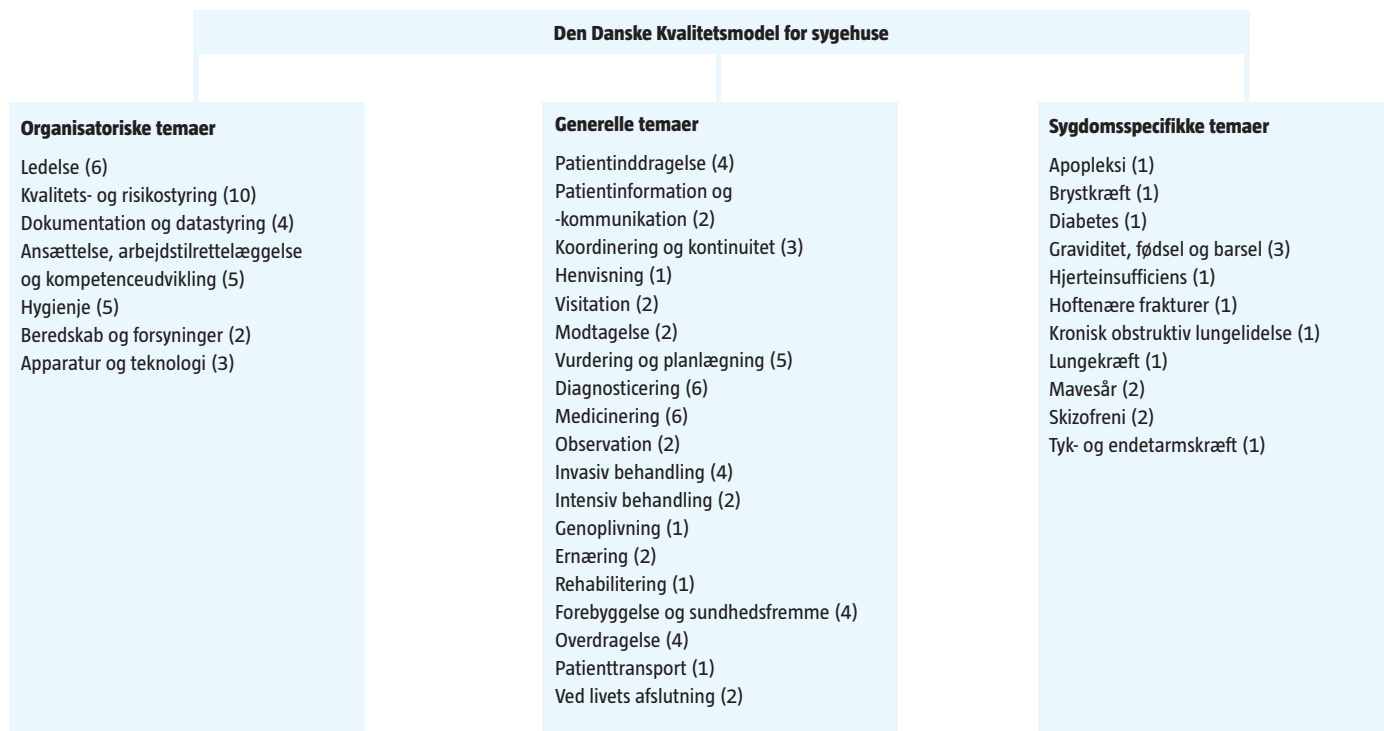 Den Danske Kvalitetsmodel for sygehuse
Organisatoriske temaer
Ledelse (6)
Kvalitets- og risikostyring (10)
Dokumentation og datastyring (4)
Ansættelse, arbejdstilrettelæggelse
og kompetenceudvikling (5)
Hygienje (5)
Beredskab og forsyninger (2)
Apparatur og teknologi (3)
Generelle temaer
Patientinddragelse (4)
Patientinformation og
-kommunikation (2)
Koordinering og kontinuitet (3)
Henvisning (1)
Visitation (2)
Modtagelse (2)
Vurdering og planlægning (5)
Diagnosticering (6)
Medicinering (6)
Observation (2)
Invasiv behandling (4)
Intensiv behandling (2)
Genoplivning (1)
Ernæring (2)
Rehabilitering (1)
Forebyggelse og sundhedsfremme (4)
Overdragelse (4)
Patienttransport (1)
Ved livets afslutning (2)
Sygdomsspecifikke temaer
Apopleksi (1)
Brystkræft (1)
Diabetes (1)
Graviditet, fødsel og barsel (3)
Hjerteinsufficiens (1)
Hoftenære frakturer (1)
Kronisk obstruktiv lungelidelse (1)
Lungekræft (1)
Mavesår (2)
Skizofreni (2)
Tyk- og endetarmskræft (1)